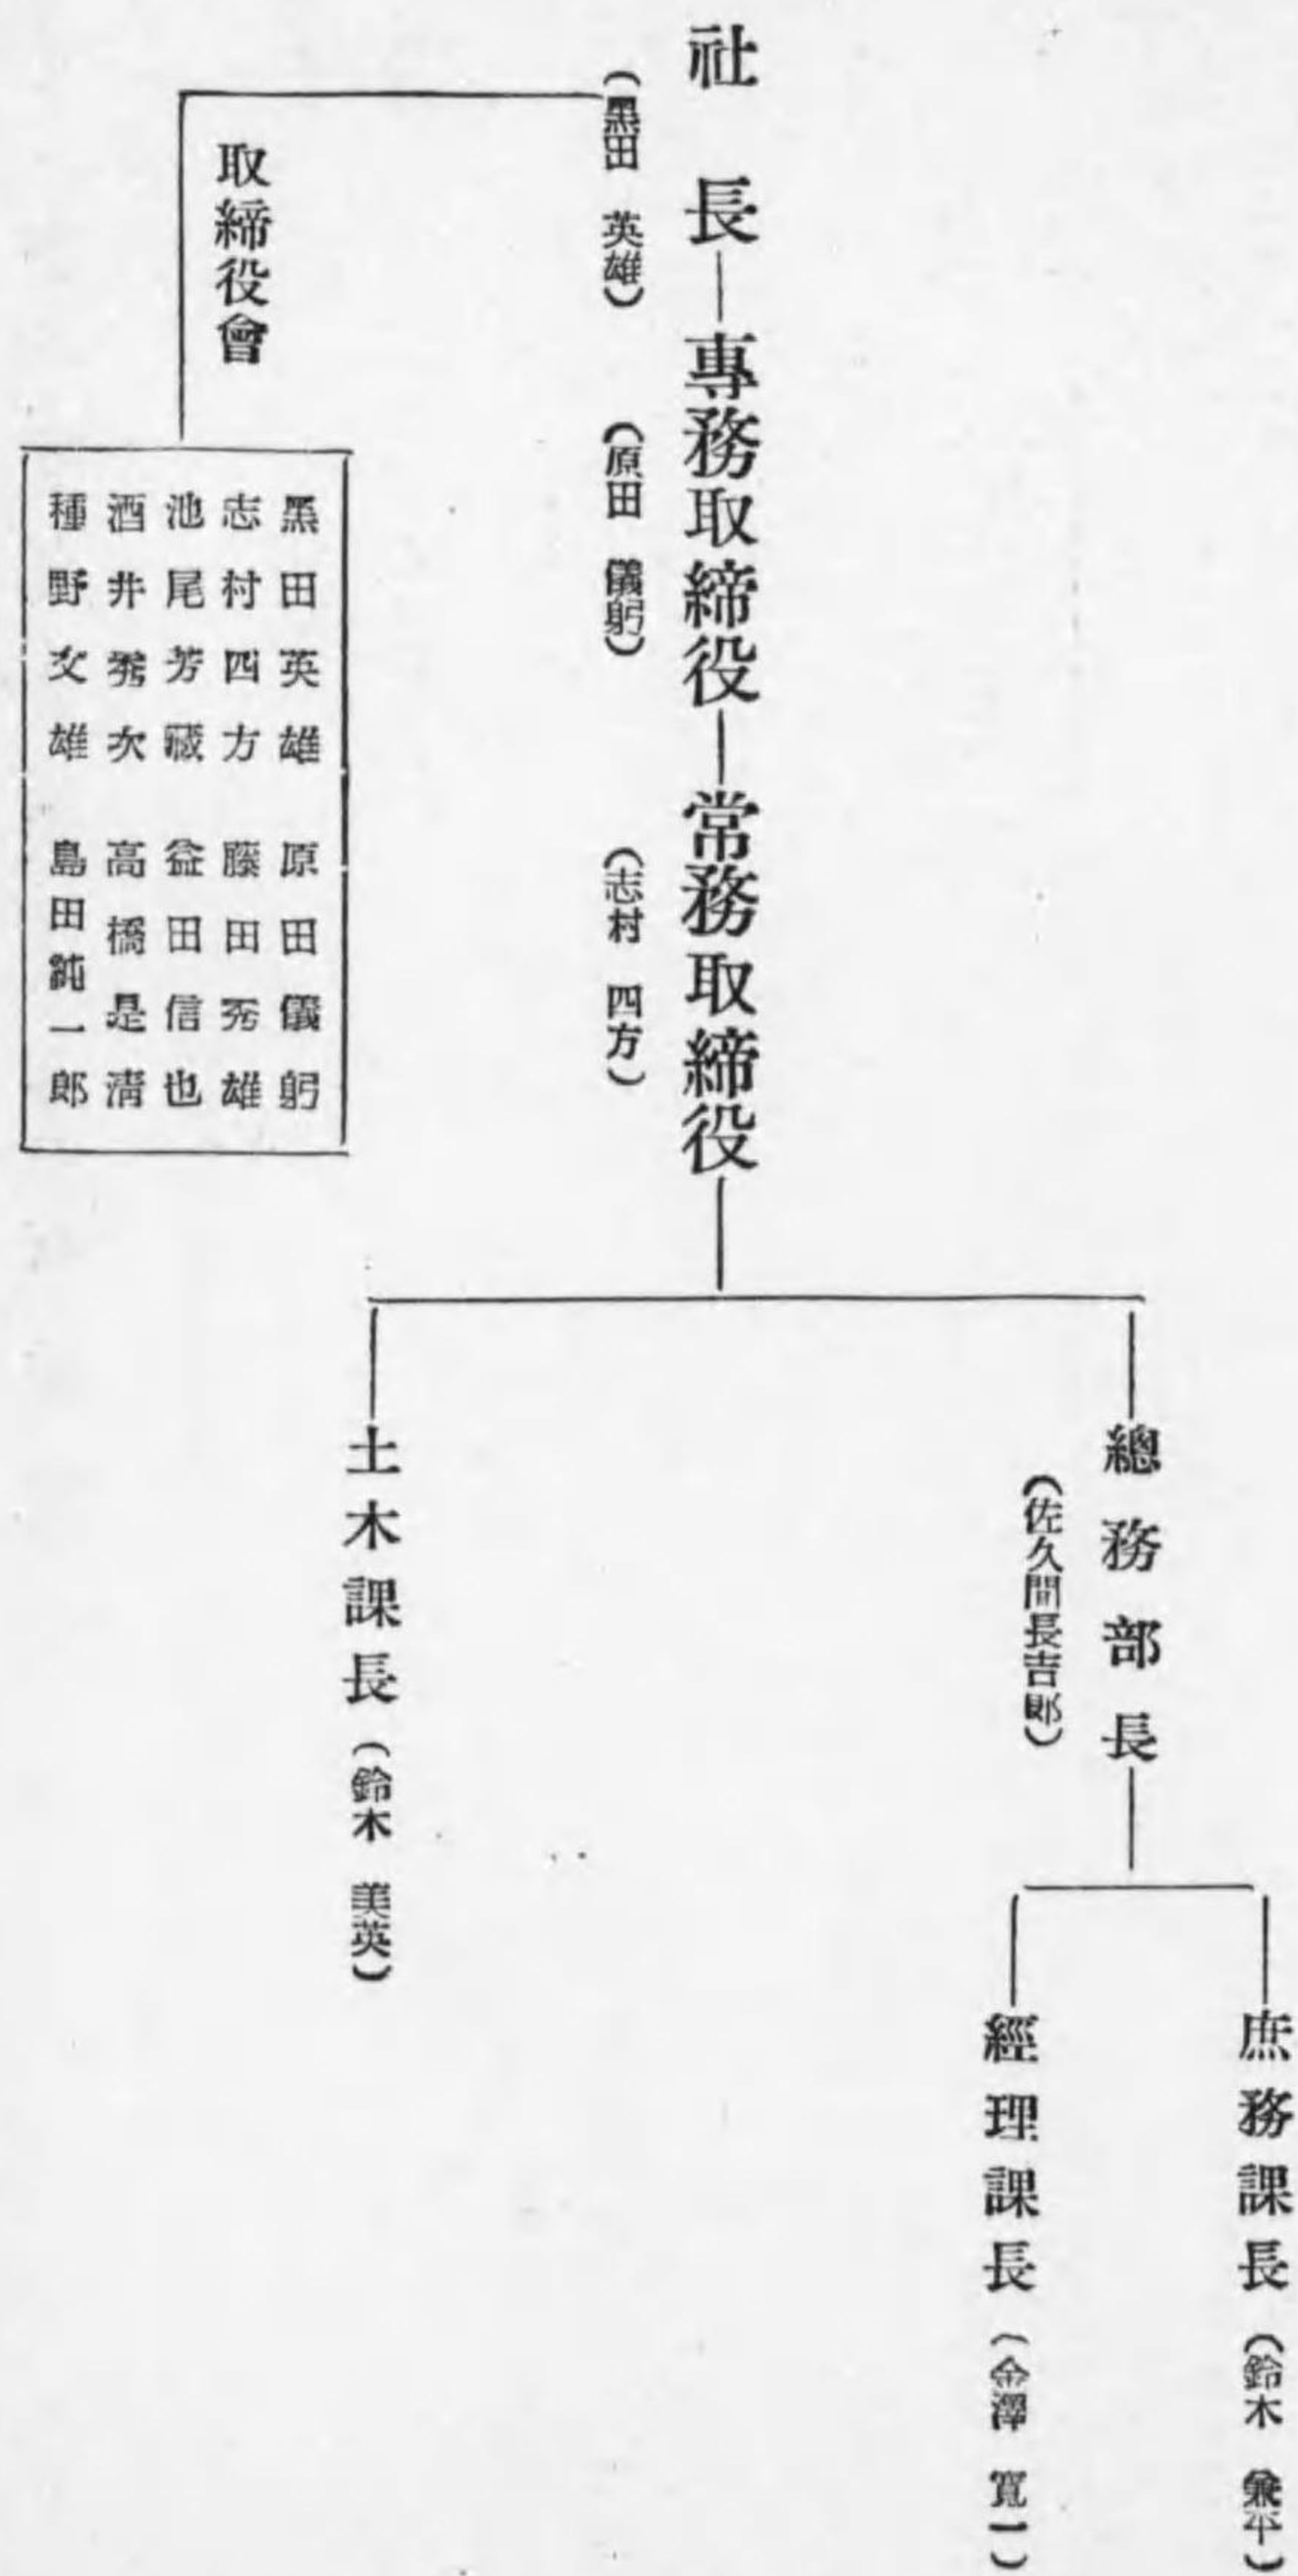 庶務課長（鈴木　兼平）
總務部長
（佐久間長吉郎）
經理課長（金澤　寬一）
社長―專務取締役―常務取締役
（黒田　英雄）　（原田　儀躬）　（志村　四方）
土木課長（鈴木　美英）
取締役會
黒田英雄　原田儀躬
志村四方　藤田秀雄
池尾芳藏　益田信也
酒井秀次　高橋是清
種野文雄　島田純一郎